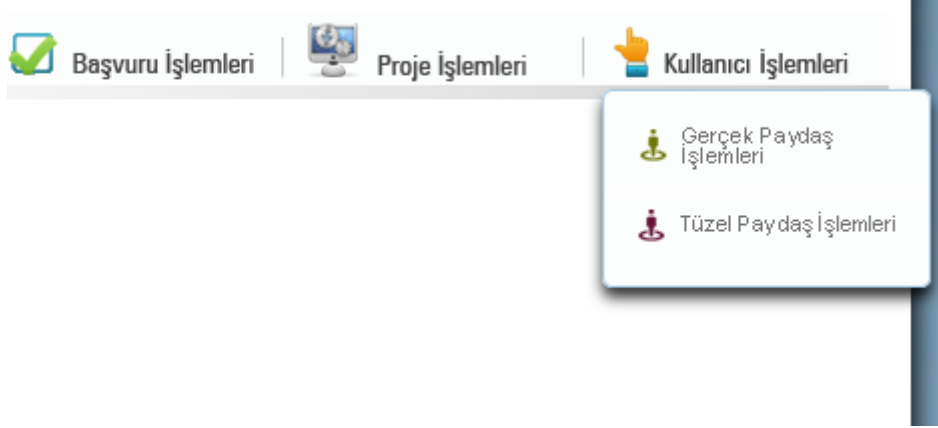 Başvuru İşlemleri
Proje İşlemleri
Kullanıcı İşlemleri
Gerçek Paydaş
İşlemleri
Tüzel Paydaş İşlemleri